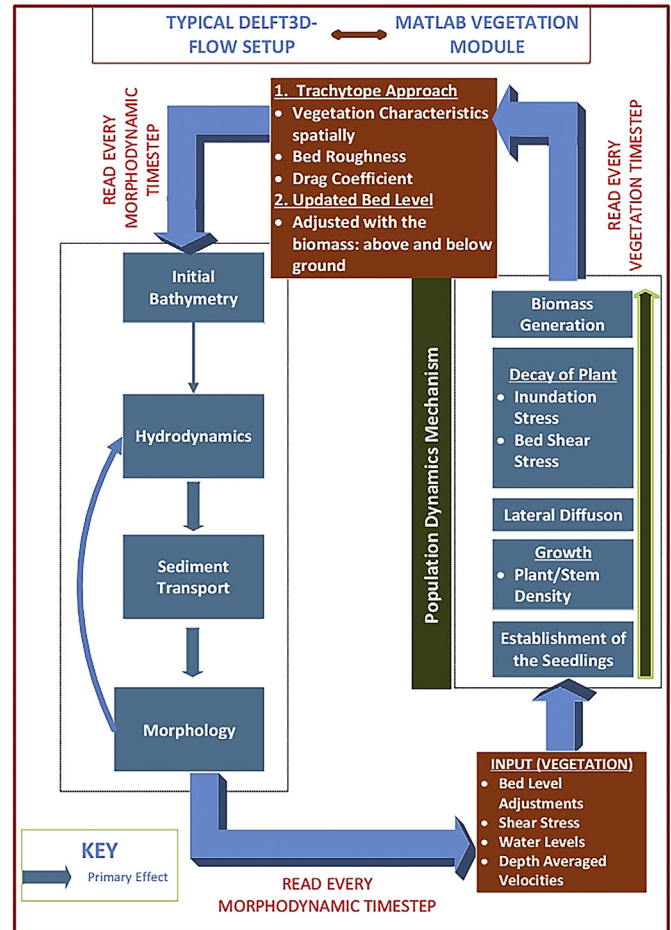 TYPICAL DELFT3D-
FLOW SETUP
MATLAB VEGETATION
MODULE
1. Trachytope Approach
• Vegetation Characteristics
spatially
• Bed Roughness
• Drag Coefficient
2. Updated Bed Level
• Adjusted with the
biomass: above and below
ground
READ EVERY
MORPHODYNAMIC
TIMESTEP
READ EVERY
VEGETATION TIMESTEP
Initial
Bathymetry
Hydrodynamics
Sediment
Transport
Morphology
Population Dynamics Mechanism
Biomass
Generation
Decay of Plant
• Inundation
Stress
• Bed Shear
Stress
Lateral Diffuson
Growth
• Plant/Stem
Density
Establishment of
the Seedlings
INPUT (VEGETATION)
• Bed Level
Adjustments
• Shear Stress
• Water Levels
• Depth Averaged
Velocities
KEY
Primary Effect
READ EVERY
MORPHODYNAMIC TIMESTEP